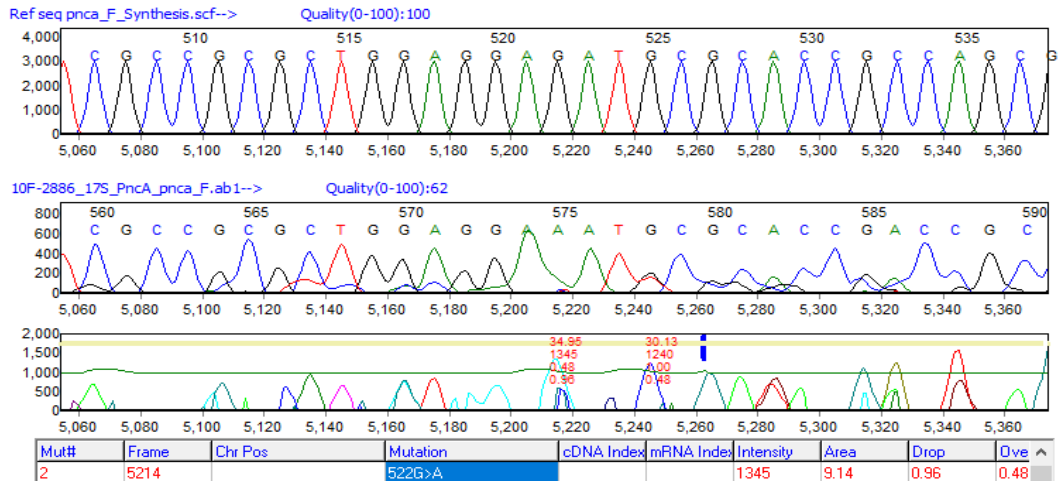 Ref seq pnca_F_Synthesis.scf--> Quality(0-100):100
510 515 520 525 530 535
4,000 C G C C G C G C T G G A G G A G A T G C G C A C C G C C A G C G
3,000
2,000
1,000
0
5,060 5,080 5,100 5,120 5,140 5,160 5,180 5,200 5,220 5,240 5,260 5,280 5,300 5,320 5,340 5,360
10F-2886_17S_PncA_pnca_F.ab1--> Quality(0-100):62
800 560 565 570 575 580 585 590
600 C G C C G C G C T G G A G G A A A T G C G C A C C G A C C G C
400
200
0
5,060 5,080 5,100 5,120 5,140 5,160 5,180 5,200 5,220 5,240 5,260 5,280 5,300 5,320 5,340 5,360
2,000
1,500 34.95 30.13
1345 1240
1,000 0.48 .00
0.96 0.48
500
0
5,060 5,080 5,100 5,120 5,140 5,160 5,180 5,200 5,220 5,240 5,260 5,280 5,300 5,320 5,340 5,360
Mut# Frame Chr Pos Mutation cDNA Index mRNA Index Intensity Area Drop Ove
2 5214 522G>A 1345 9.14 0.96 0.48